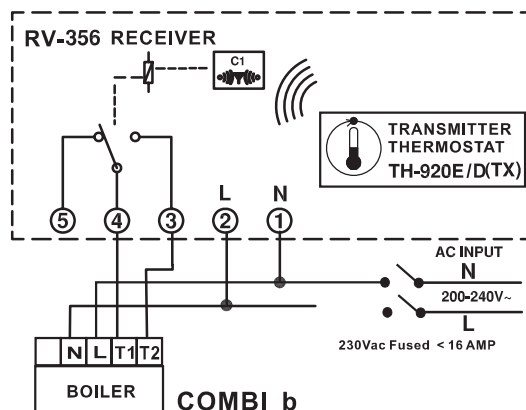 RV-356 RECEIVER
C1
TRANSMITTER
THERMOSTAT
TH-920E/D(TX)
L N
5 4 3 2 1
AC INPUT
N
200-240V~
L
230Vac Fused < 16 AMP
N L T1 T2
BOILER
COMBI b